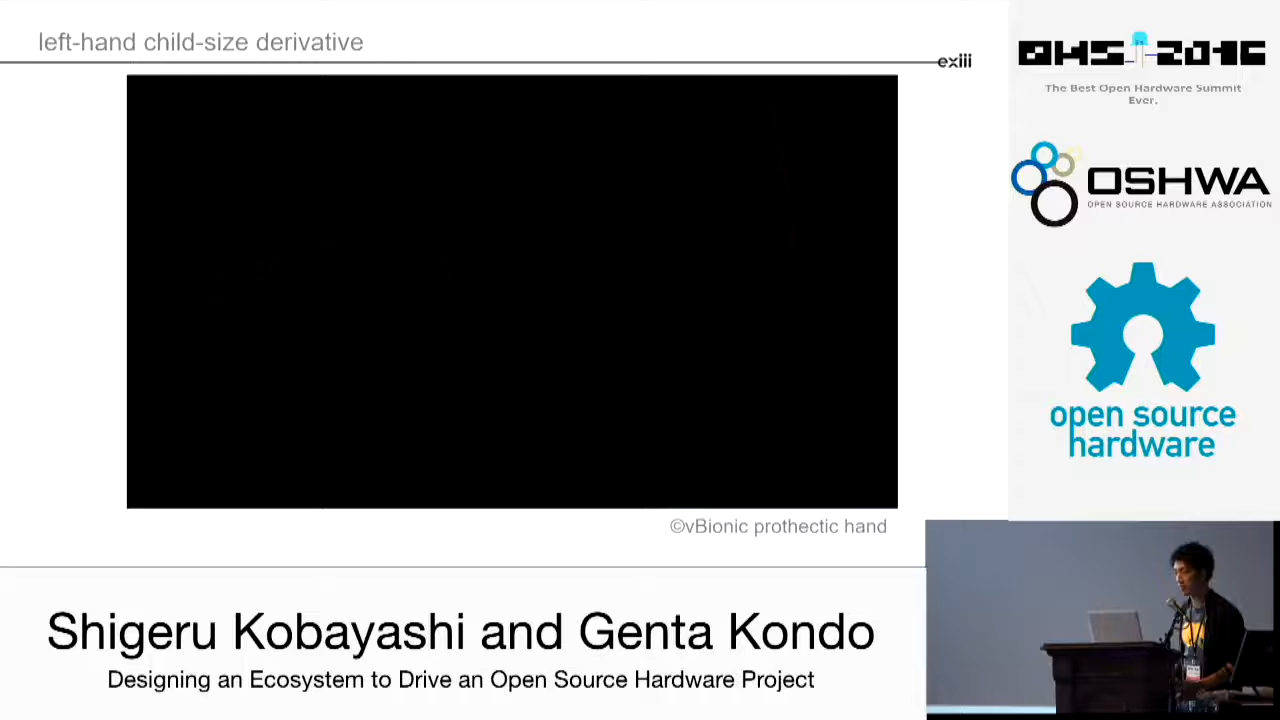 left-hand child-size derivative
exiii
©vBionic prothectic hand
Shigeru Kobayashi and Genta Kondo
Designing an Ecosystem to Drive an Open Source Hardware Project
OHS 2016
The Best Open Hardware Summit
Ever.
OSHWA
OPEN SOURCE HARDWARE ASSOCIATION
open source
hardware